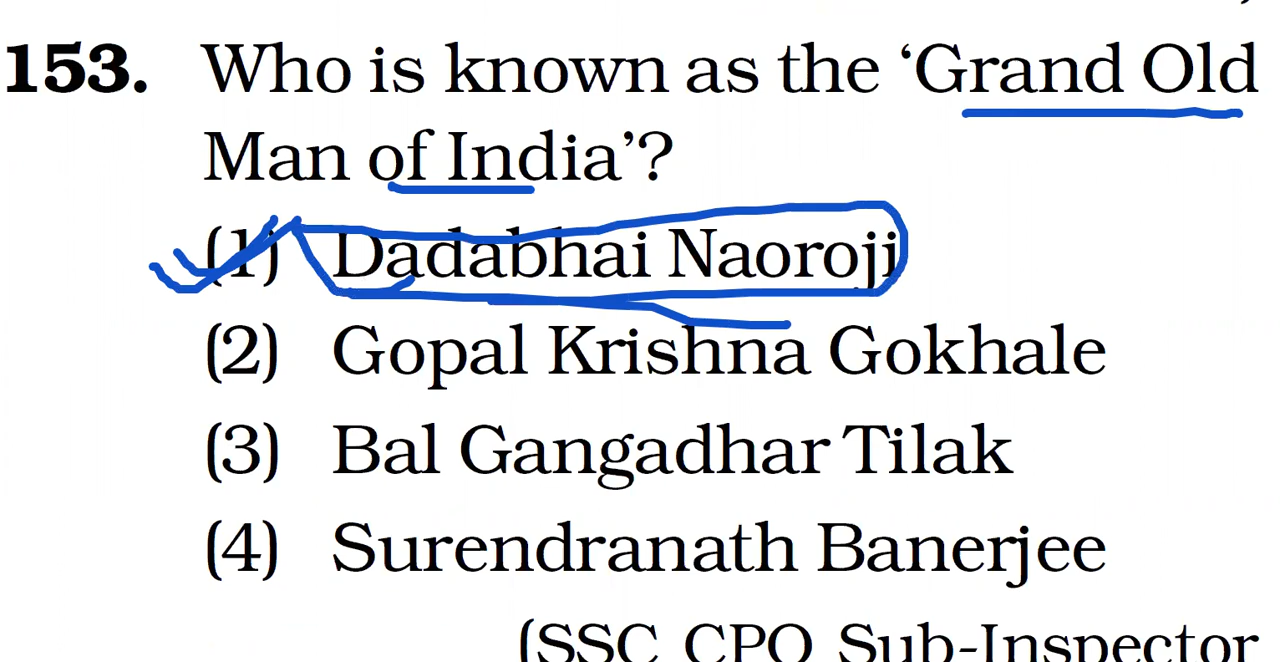 153. Who is known as the ‘Grand Old
Man of India’?
(1) Dadabhai Naoroji
(2) Gopal Krishna Gokhale
(3) Bal Gangadhar Tilak
(4) Surendranath Banerjee
(SSC CPO Sub-Inspector